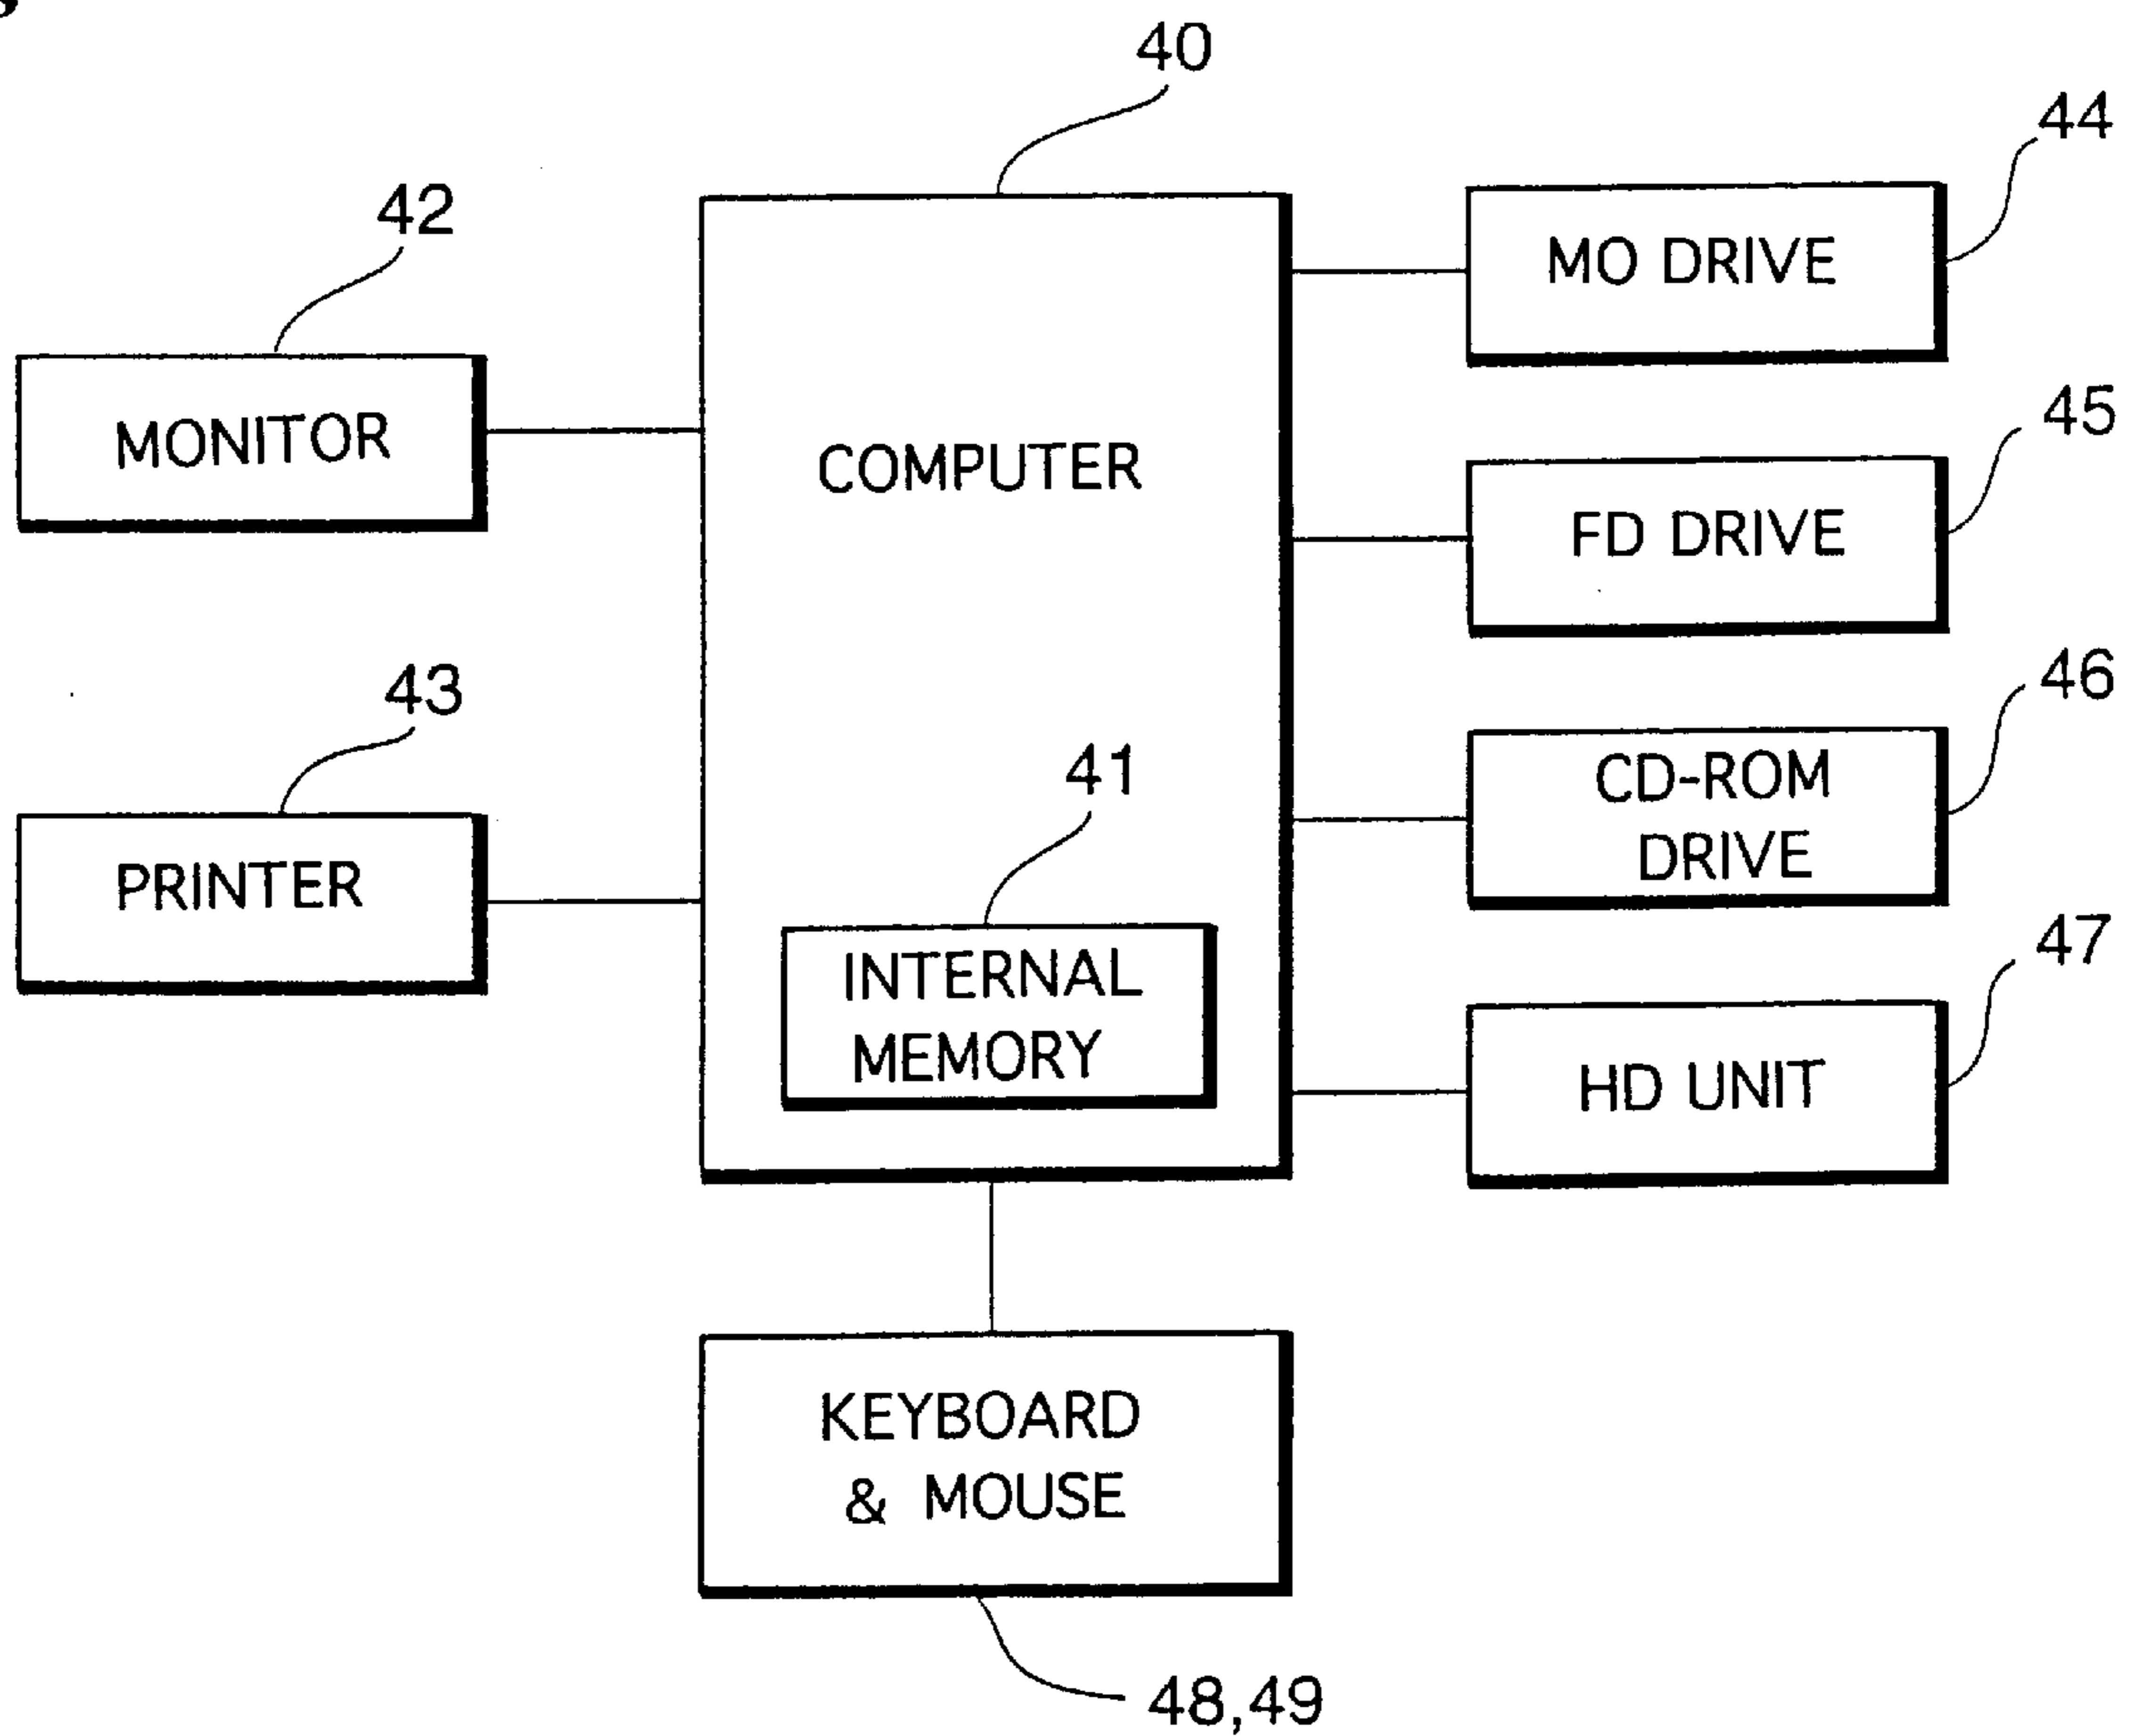 40
44
42
MO DRIVE
45
MONITOR
COMPUTER
FD DRIVE
46
43
41
CD-ROM
DRIVE
PRINTER
47
INTERNAL
MEMORY
HD UNIT
KEYBOARD
& MOUSE
48,49